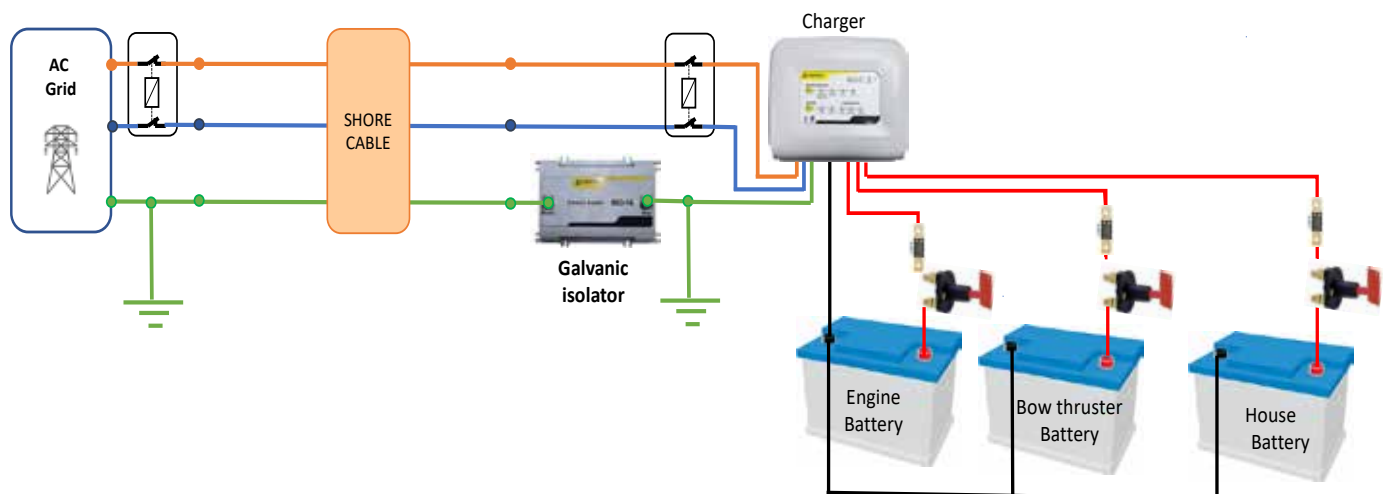 Charger
AC
Grid
SHORE
CABLE
Galvanic
isolator
Engine
Battery
Bow thruster
Battery
House
Battery